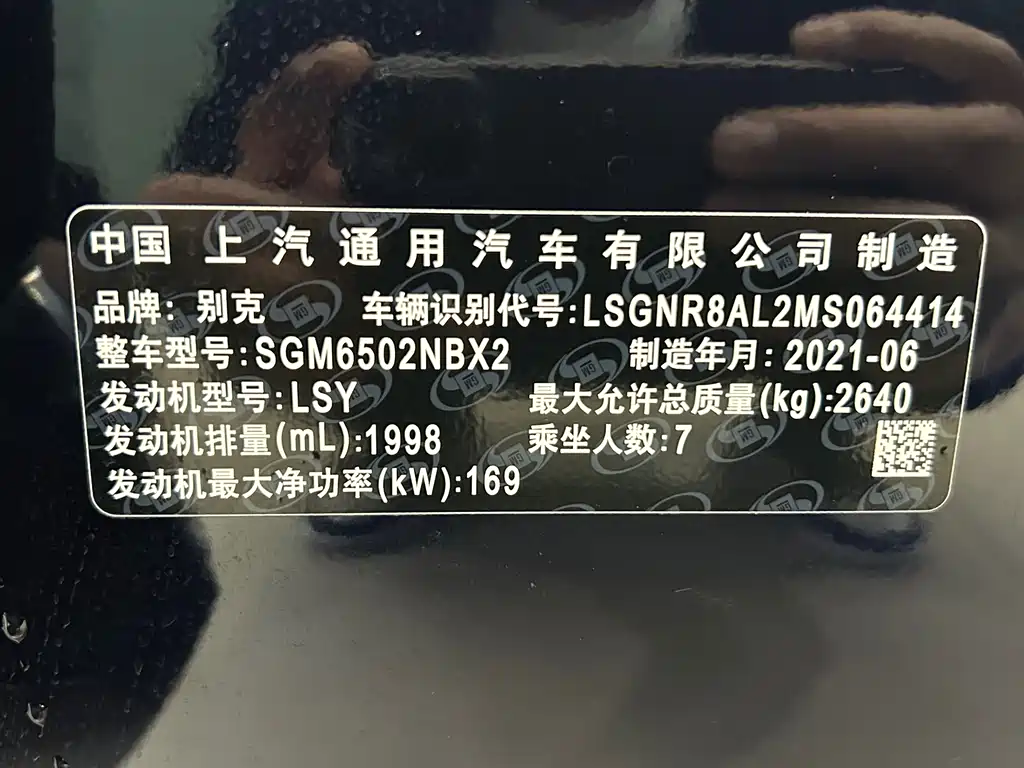 中国 上汽通用汽车有限公司制造
品牌: 别克 车辆识别代号:LSGNR8AL2MS064414
整车型号:SGM6502NBX2 制造年月: 2021-06
发动机型号:LSY 最大允许总质量(kg):2640
发动机排量(mL):1998 乘坐人数:7
发动机最大净功率(kW):169